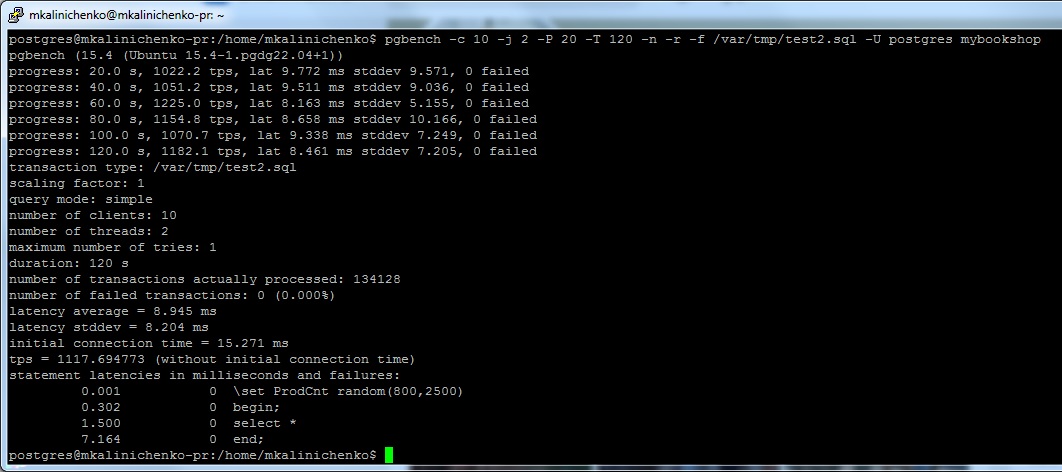 mkalinichenko@mkalinichenko-pr: ~
postgres@mkalinichenko-pr:/home/mkalinichenko$ pgbench -c 10 -j 2 -P 20 -T 120 -n -r -f /var/tmp/test2.sql -U postgres mybookshop
pgbench (15.4 (Ubuntu 15.4-1.pgdg22.04+1))
progress: 20.0 s, 1022.2 tps, lat 9.772 ms stddev 9.571, 0 failed
progress: 40.0 s, 1051.2 tps, lat 9.511 ms stddev 9.036, 0 failed
progress: 60.0 s, 1225.0 tps, lat 8.163 ms stddev 5.155, 0 failed
progress: 80.0 s, 1154.8 tps, lat 8.658 ms stddev 10.166, 0 failed
progress: 100.0 s, 1070.7 tps, lat 9.338 ms stddev 7.249, 0 failed
progress: 120.0 s, 1182.1 tps, lat 8.461 ms stddev 7.205, 0 failed
transaction type: /var/tmp/test2.sql
scaling factor: 1
query mode: simple
number of clients: 10
number of threads: 2
maximum number of tries: 1
duration: 120 s
number of transactions actually processed: 134128
number of failed transactions: 0 (0.000%)
latency average = 8.945 ms
latency stddev = 8.204 ms
initial connection time = 15.271 ms
tps = 1117.694773 (without initial connection time)
statement latencies in milliseconds and failures:
0.001 0 \set ProdCnt random(800,2500)
0.302 0 begin;
1.500 0 select *
7.164 0 end;
postgres@mkalinichenko-pr:/home/mkalinichenko$